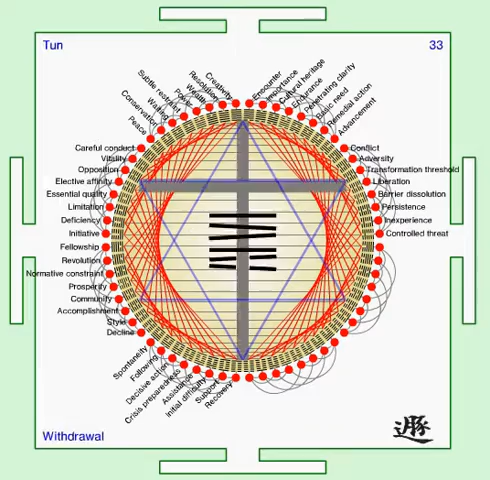 Tun
33
Creativity
Resolution
Wealth
Power
Subtle restraint
Waiting
Conservation
Peace
Careful conduct
Vitality
Opposition
Elective affinity
Essential quality
Limitation
Deficiency
Initiative
Fellowship
Revolution
Normative constraint
Prosperity
Community
Accomplishment
Style
Decline
Spontaneity
Following
Decisive action
Crisis preparedness
Assistance
Initial difficulty
Support
Recovery
Encounter
Importance
Cultural heritage
Endurance
Penetrating clarity
Basic need
Remedial action
Advancement
Conflict
Adversity
Transformation threshold
Liberation
Barrier dissolution
Persistence
Inexperience
Controlled threat
Withdrawal
遯